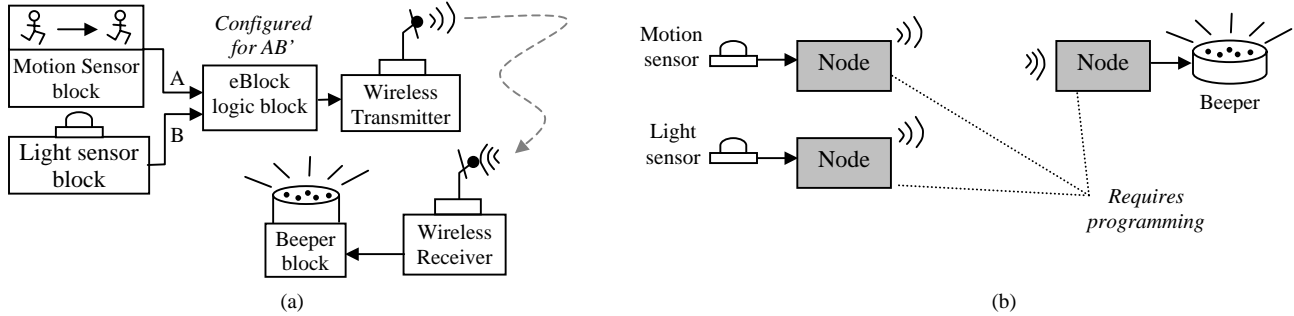 Configured
for AB’
Motion Sensor
block
A
eBlock
logic block
Wireless
Transmitter
B
Light sensor
block
Beeper
block
Wireless
Receiver
(a)
Motion
sensor
Node
Node
Beeper
Light
sensor
Node
Requires
programming
(b)